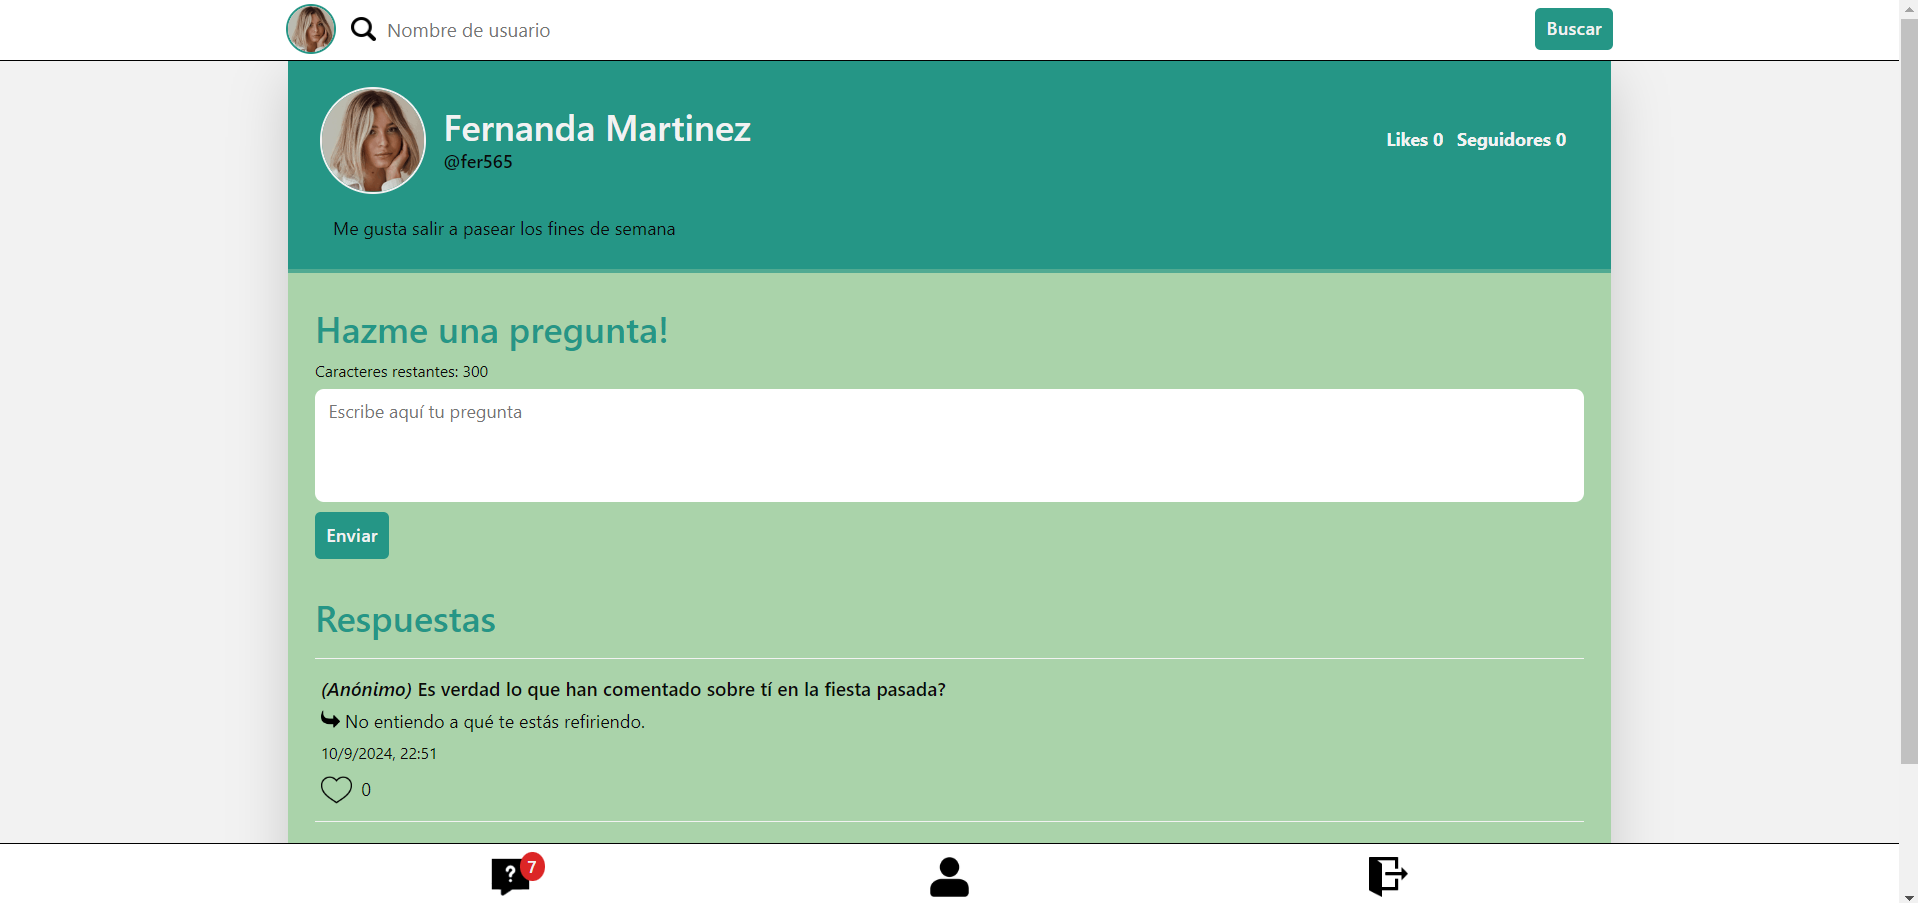 Nombre de usuario
Buscar
Fernanda Martinez
@fer565
Likes 0 Seguidores 0
Me gusta salir a pasear los fines de semana
Hazme una pregunta!
Caracteres restantes: 300
Escribe aquí tu pregunta
Enviar
Respuestas
(Anónimo) Es verdad lo que han comentado sobre tí en la fiesta pasada?
No entiendo a qué te estás refiriendo.
10/9/2024, 22:51
0
?
7